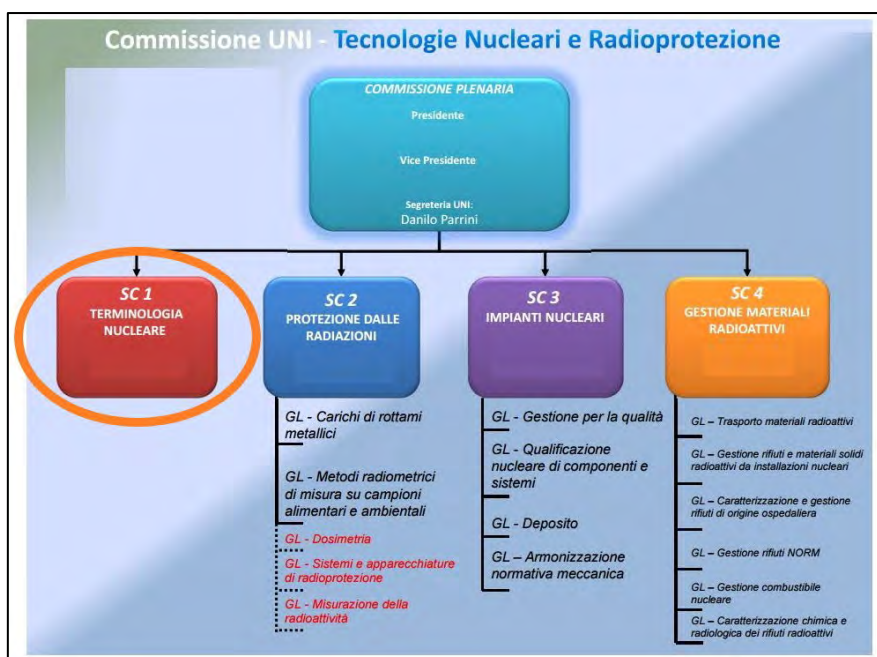 Commissione UNI - Tecnologie Nucleari e Radioprotezione
COMMISSIONE PLENARIA
Presidente
Vice Presidente
Segreteria UNI:
Danilo Parrini
SC 1
TERMINOLOGIA
NUCLEARE
SC 2
PROTEZIONE DALLE
RADIAZIONI
GL - Carichi di rottami
metallici
GL - Metodi radiometrici
di misura su campioni
alimentari e ambientali
GL - Dosimetria
GL - Sistemi e apparecchiature
di radioprotezione
GL - Misurazione della
radioattività
SC 3
IMPIANTI NUCLEARI
GL - Gestione per la qualità
GL - Qualificazione
nucleare di componenti e
sistemi
GL - Deposito
GL – Armonizzazione
normativa meccanica
SC 4
GESTIONE MATERIALI
RADIOATTIVI
GL – Trasporto materiali radioattivi
GL – Gestione rifiuti e materiali solidi
radioattivi da installazioni nucleari
GL – Caratterizzazione e gestione
rifiuti di origine ospedaliera
GL – Gestione rifiuti NORM
GL – Gestione combustibile
nucleare
GL – Caratterizzazione chimica e
radiologica dei rifiuti radioattivi